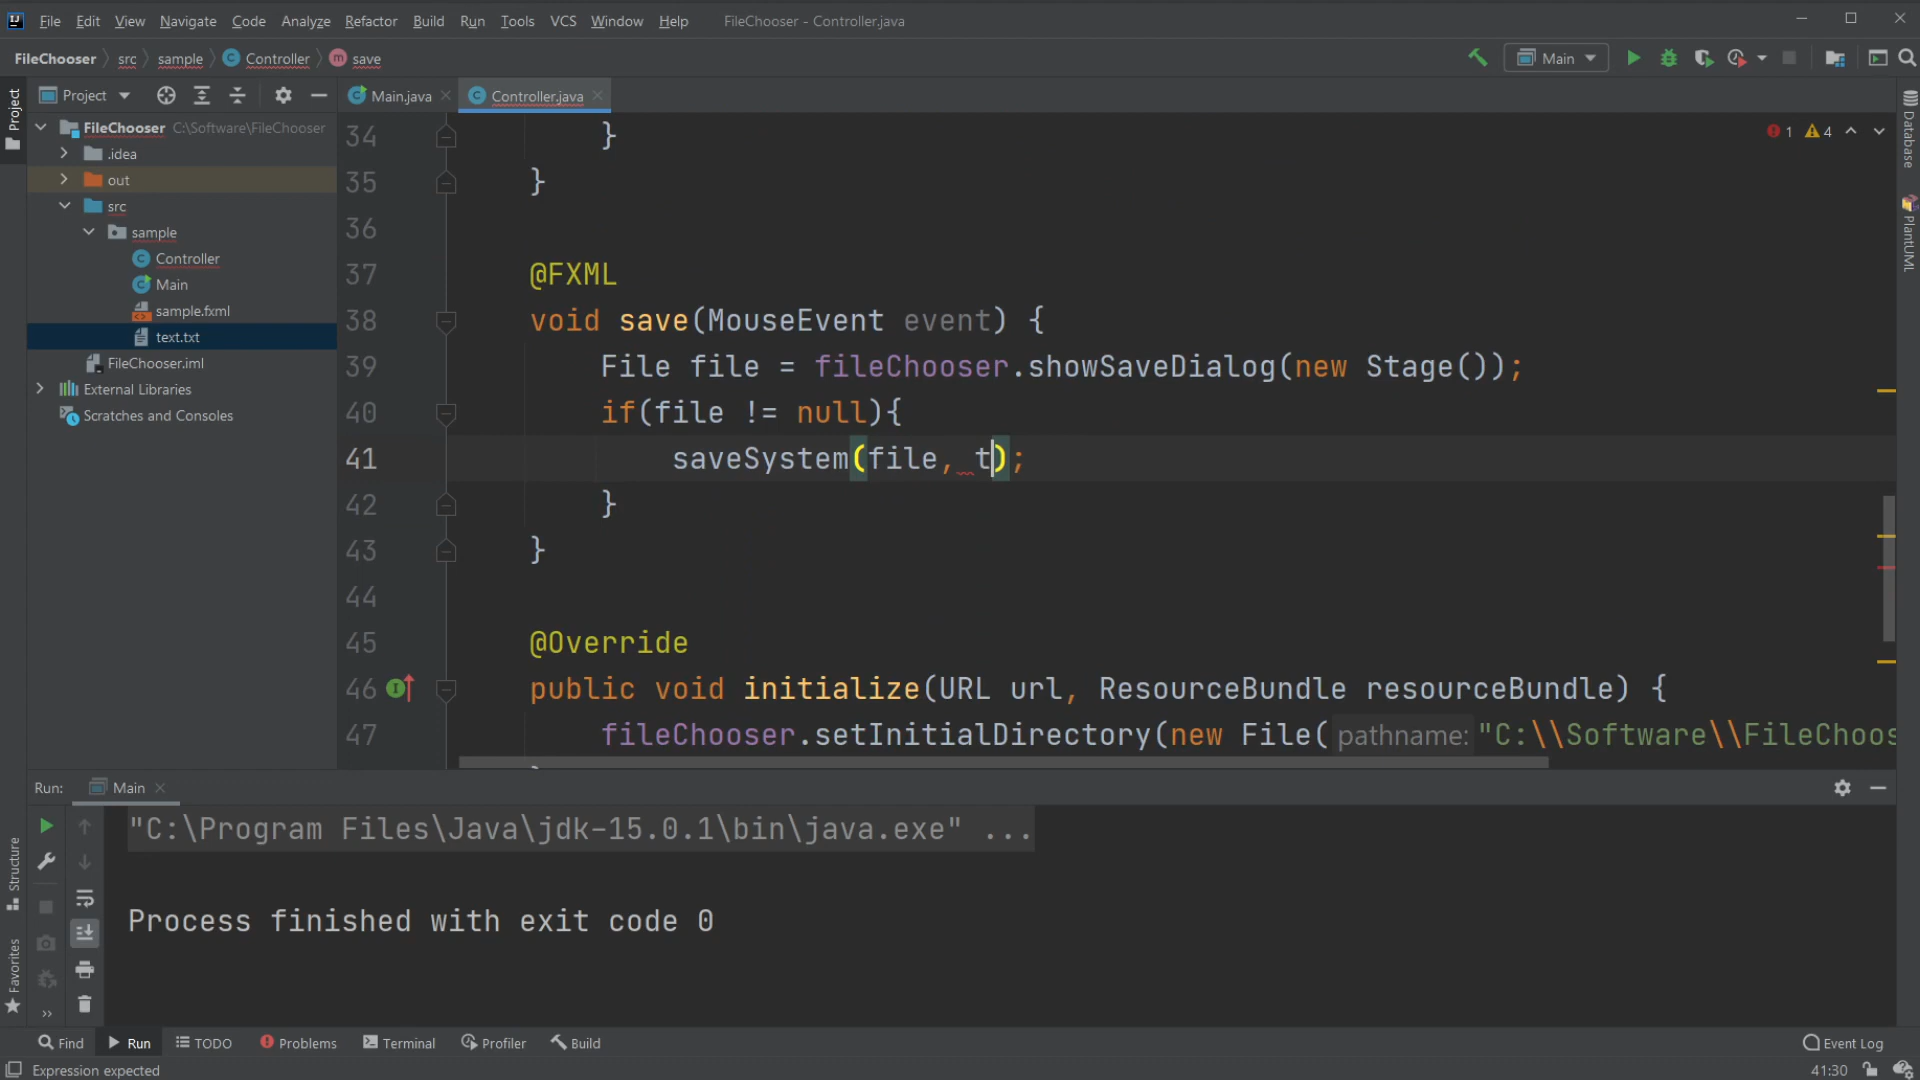 File Edit View Navigate Code Analyze Refactor Build Run Tools VCS Window Help FileChooser - Controller.java
FileChooser src sample Controller save
Main
Project
Main.java Controller.java
Project
FileChooser C:\Software\FileChooser
.idea
out
src
sample
Controller
Main
sample.fxml
text.txt
FileChooser.iml
External Libraries
Scratches and Consoles
1 4
34 }
35 }
36
37 @FXML
38 void save(MouseEvent event) {
39 File file = fileChooser.showSaveDialog(new Stage());
40 if(file != null){
41 saveSystem(file, t);
42 }
43 }
44
45 @Override
46 public void initialize(URL url, ResourceBundle resourceBundle) {
47 fileChooser.setInitialDirectory(new File( pathname: "C:\\Software\\FileChoos
Database
PlantUML
Run: Main
"C:\Program Files\Java\jdk-15.0.1\bin\java.exe" ...
Process finished with exit code 0
Structure
Favorites
Find Run TODO Problems Terminal Profiler Build Event Log
Expression expected 41:30